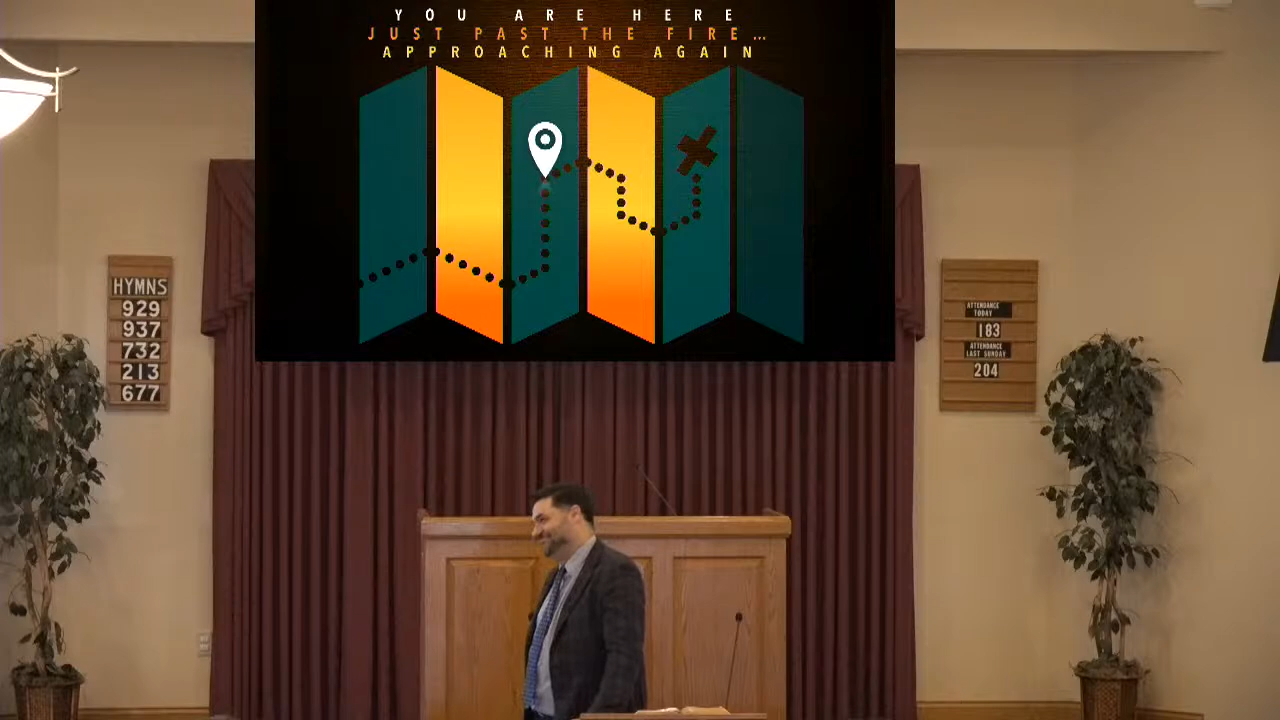 YOU ARE HERE
JUST PAST THE FIRE...
APPROACHING AGAIN
HYMNS
929
937
732
213
677
ATTENDANCE
TODAY
183
ATTENDANCE
LAST SUNDAY
204